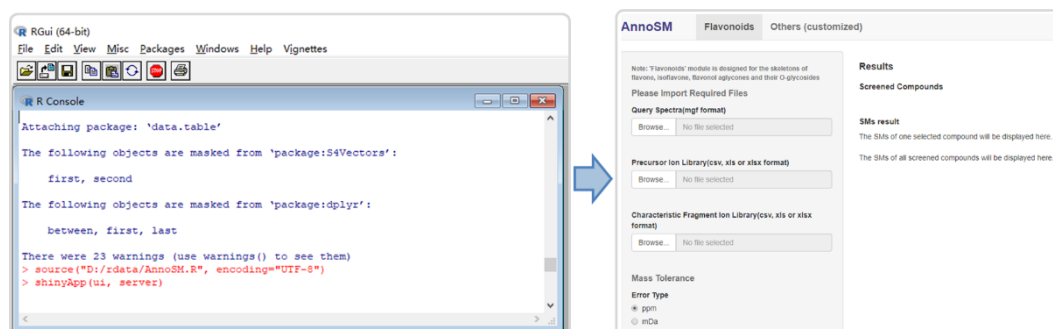 RGui (64-bit)
File Edit View Misc Packages Windows Help Vignettes
R Console
Attaching package: ‘data.table’
The following objects are masked from ‘package:S4Vectors’:
first, second
The following objects are masked from ‘package:dplyr’:
between, first, last
There were 23 warnings (use warnings() to see them)
> source("D:/rdata/AnnoSM.R", encoding="UTF-8")
> shinyApp(ui, server)
AnnoSM Flavonoids Others (customized)
Note: 'Flavonoids' module is designed for the skeletons of
flavons, isoflavone, flavonol aglycones and their O-glycosides
Please Import Required Files
Query Spectra(mgf format)
Browse... No file selected
Precursor Ion Library(csv, xls or xlsx format)
Browse... No file selected
Characteristic Fragment Ion Library(csv, xls or xlsx
format)
Browse... No file selected
Mass Tolerance
Error Type
ppm
mDa
Results
Screened Compounds
SMs result
The SMs of one selected compound will be displayed here.
The SMs of all screened compounds will be displayed here.